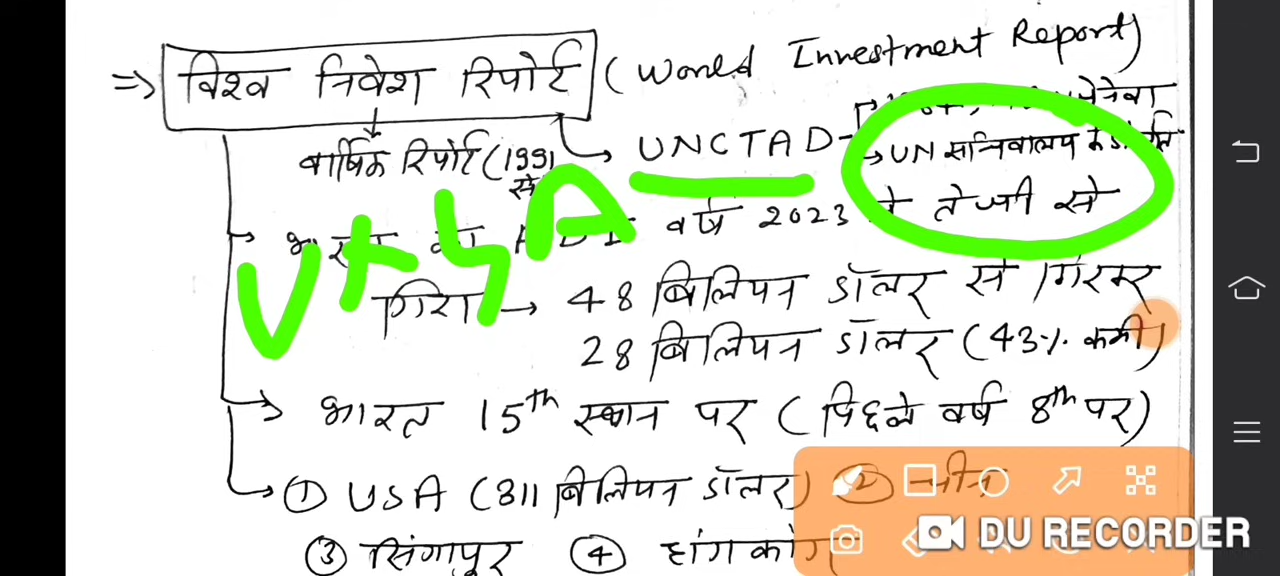 => विश्व निवेश रिपोर्ट (World Investment Report)
वार्षिक रिपोर्ट (1991 से
UNCTAD
→ UN सचिवालय के
वर्ष 2023 तेजी से
गिरा → 48 बिलियन डॉलर से गिरकर
28 बिलियन डॉलर (43% कमी)
→ भारत 15th स्थान पर (पिछले वर्ष 8th पर)
→ ① USA (311 बिलियन डॉलर) ② चीन
③ सिंगापुर ④ हांगकांग
DU RECORDER